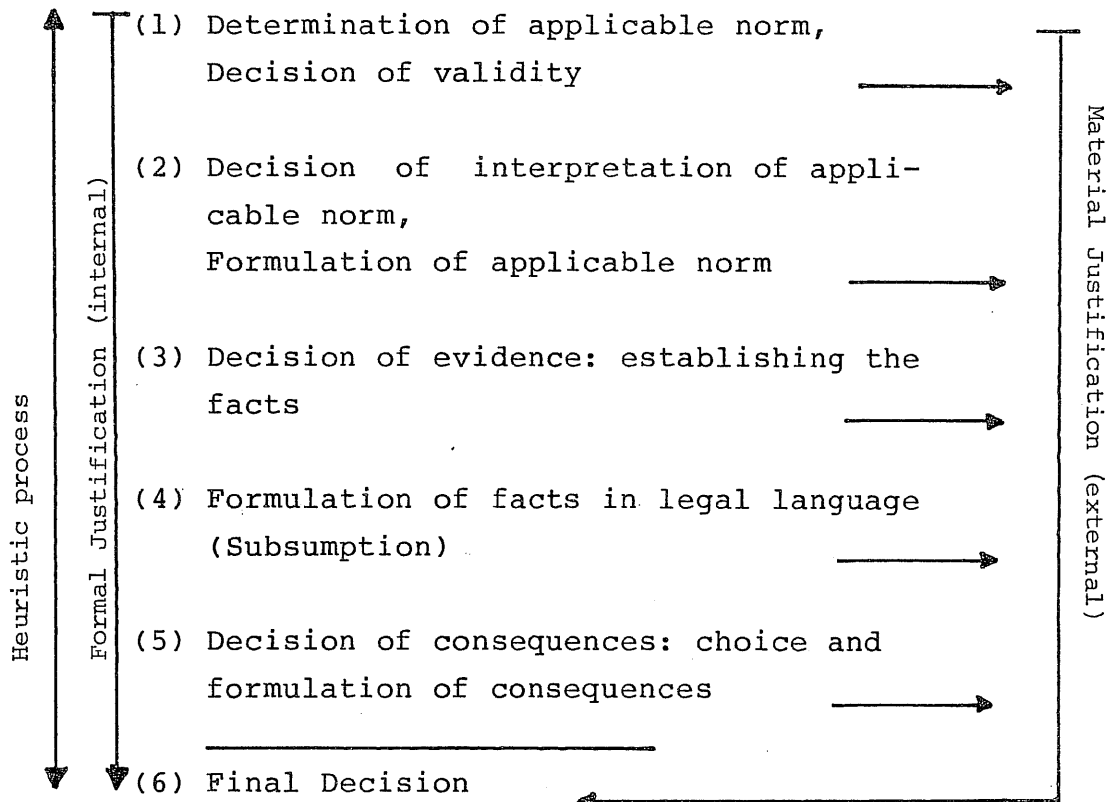 (1) Determination of applicable norm,
Decision of validity
(2) Decision of interpretation of appli-
cable norm,
Formulation of applicable norm
(3) Decision of evidence: establishing the
facts
(4) Formulation of facts in legal language
(Subsumption)
(5) Decision of consequences: choice and
formulation of consequences
(6) Final Decision
Heuristic process
Formal Justification (internal)
Material Justification (external)